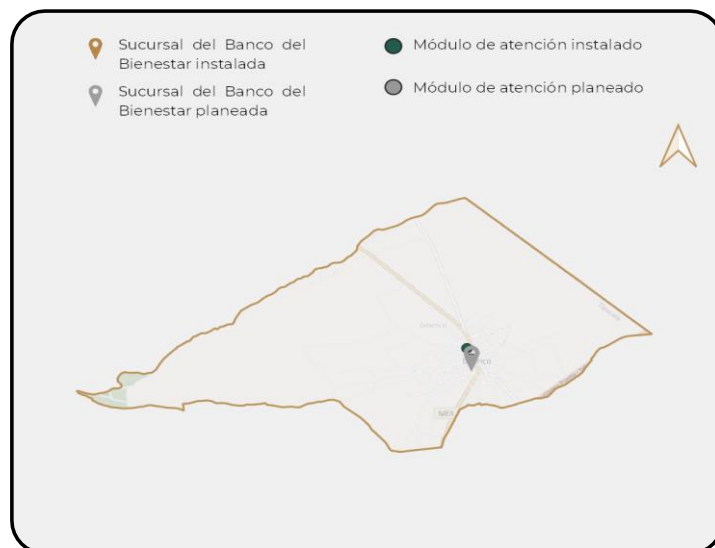 Sucursal del Banco del
Bienestar instalada
Sucursal del Banco del
Bienestar planeada
Módulo de atención instalado
Módulo de atención planeado
MEX